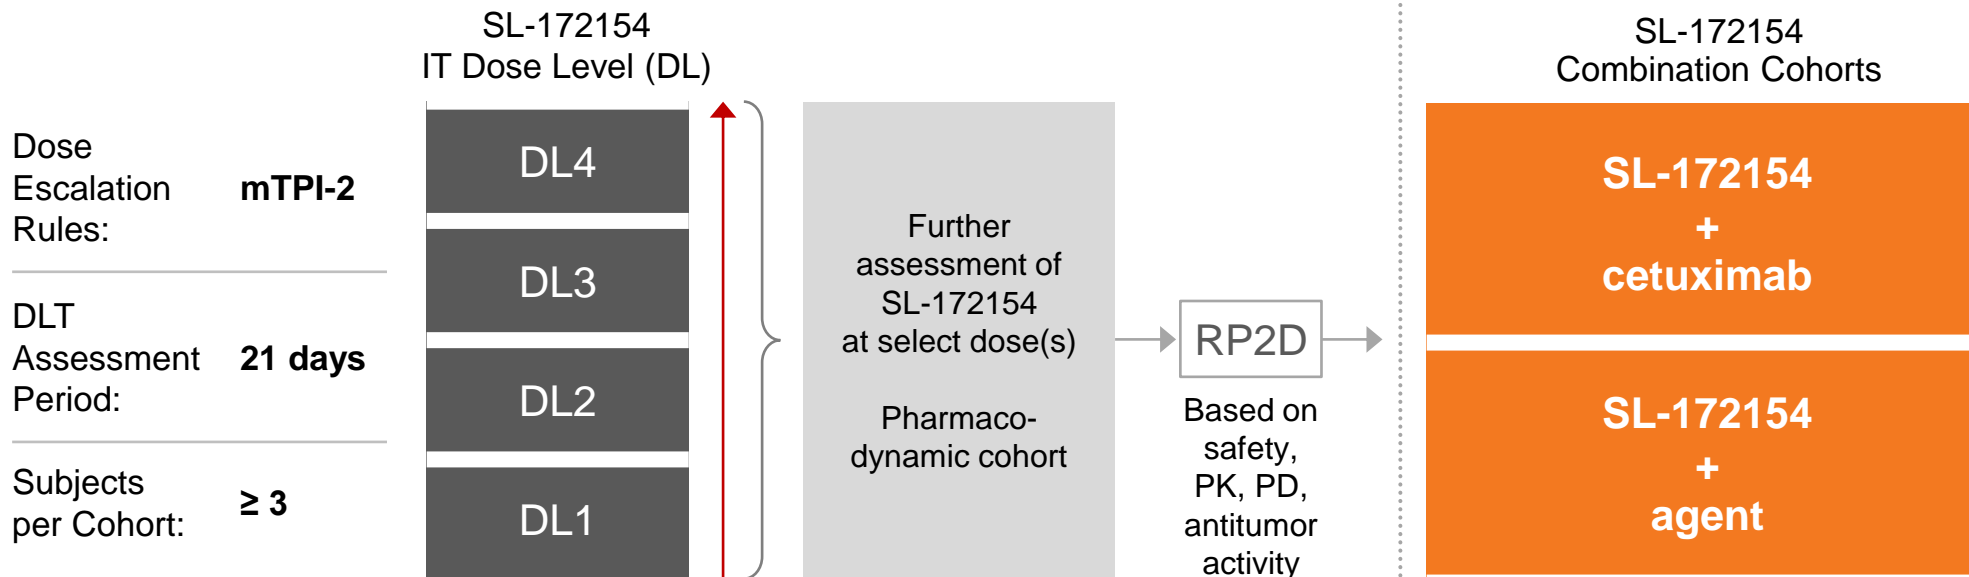 SL-172154
IT Dose Level (DL)
Dose
Escalation
Rules:
mTPI-2
DLT
Assessment
Period:
21 days
Subjects
per Cohort:
≥ 3
DL4
DL3
DL2
DL1
Further
assessment of
SL-172154
at select dose(s)
Pharmaco-
dynamic cohort
RP2D
Based on
safety,
PK, PD,
antitumor
activity
SL-172154
Combination Cohorts
SL-172154
+
cetuximab
SL-172154
+
agent